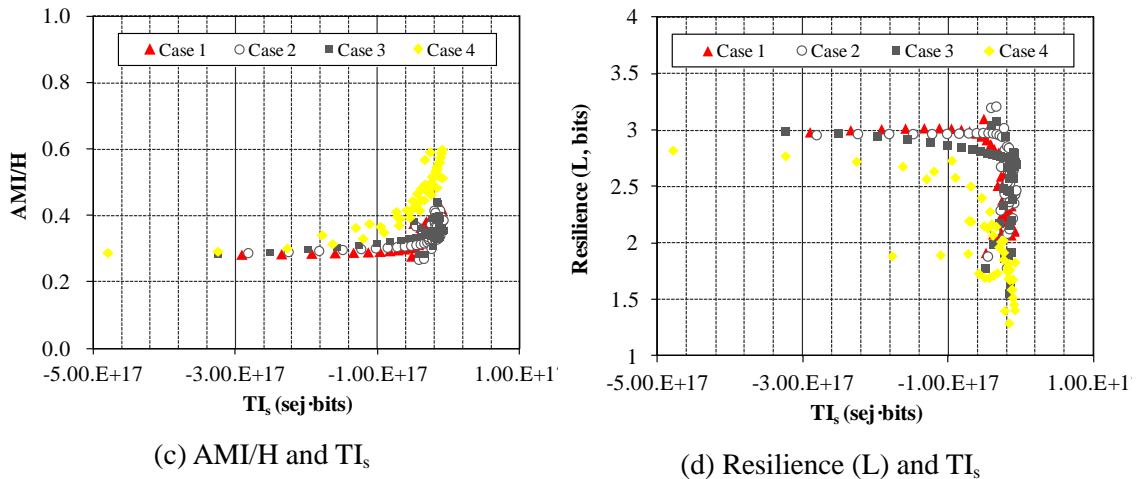 1.0
0.8
0.6
0.4
0.2
0.0
AMI/H
Case 1 Case 2 Case 3 Case 4
-5.00.E+17 -3.00.E+17 -1.00.E+17 1.00.E+17
TIs (sej·bits)
(c) AMI/H and TIs
4
3.5
3
2.5
2
1.5
1
Resilience (L, bits)
Case 1 Case 2 Case 3 Case 4
-5.00.E+17 -3.00.E+17 -1.00.E+17 1.00.E+1
TIs (sej·bits)
(d) Resilience (L) and TIs